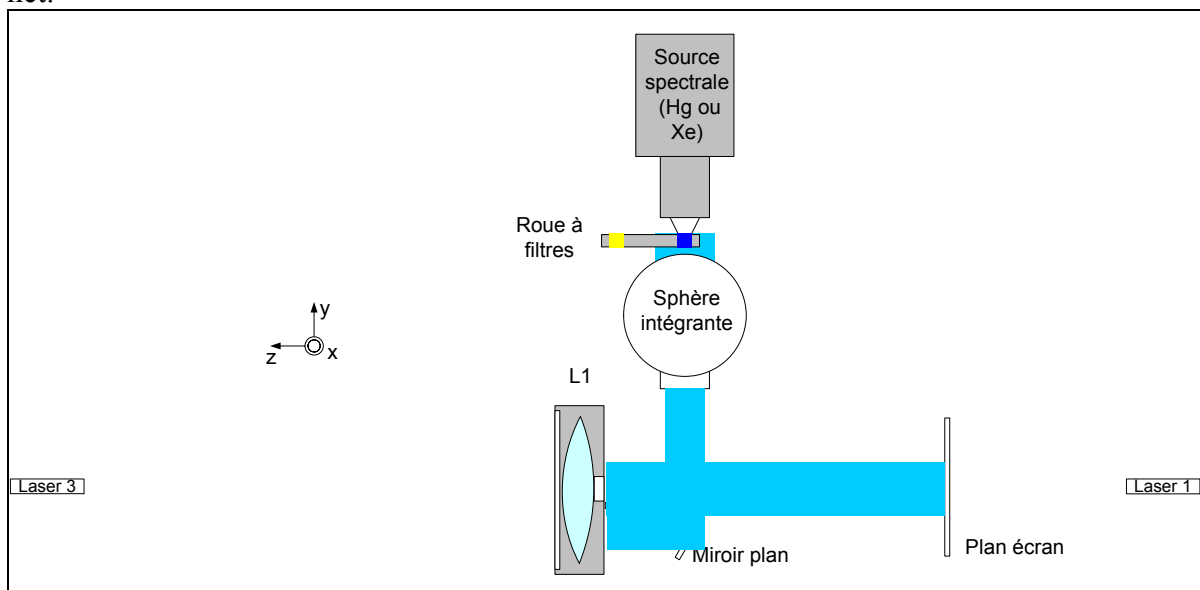 Source
spectrale
(Hg ou
Xe)
Roue à
filtres
Sphère
intégrante
y
z
x
L1
Laser 3
Laser 1
Miroir plan
Plan écran